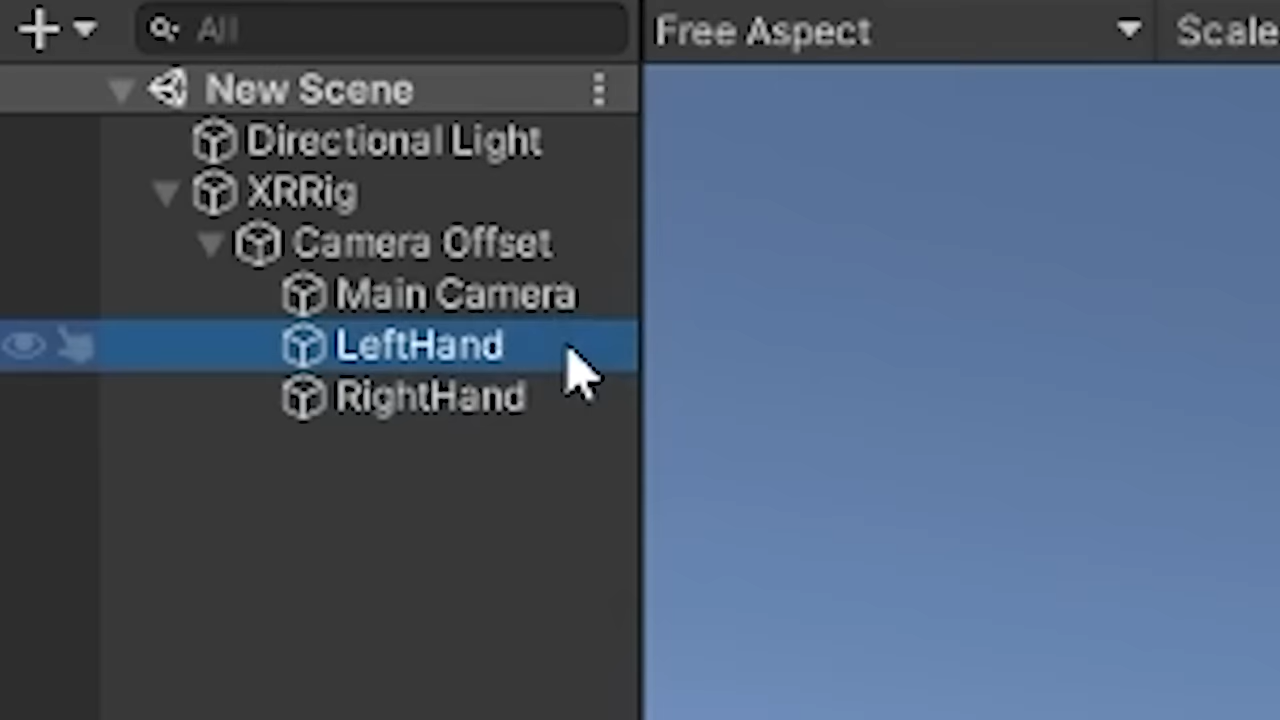 All
Free Aspect
Scale
New Scene
Directional Light
XRRig
Camera Offset
Main Camera
LeftHand
RightHand